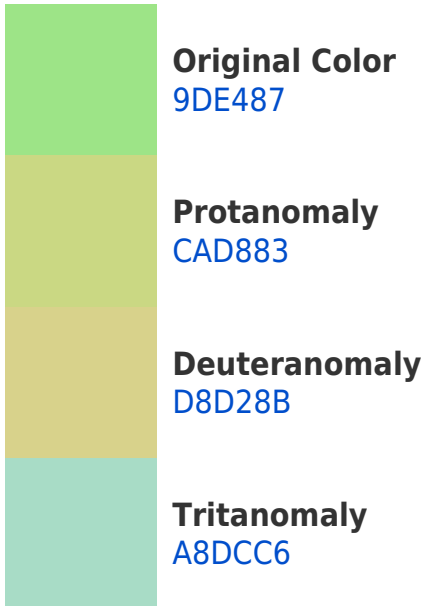 Original Color
9DE487
Protanomaly
CAD883
Deuteranomaly
D8D28B
Tritanomaly
A8DCC6